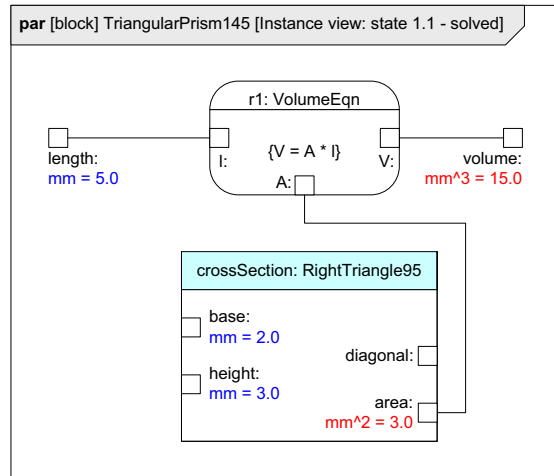 par [block] TriangularPrism145 [Instance view: state 1.1 - solved]
r1: VolumeEqn
length:
mm = 5.0
l:
{V = A * l}
V:
volume:
mm^3 = 15.0
A:
crossSection: RightTriangle95
base:
mm = 2.0
diagonal:
height:
mm = 3.0
area:
mm^2 = 3.0